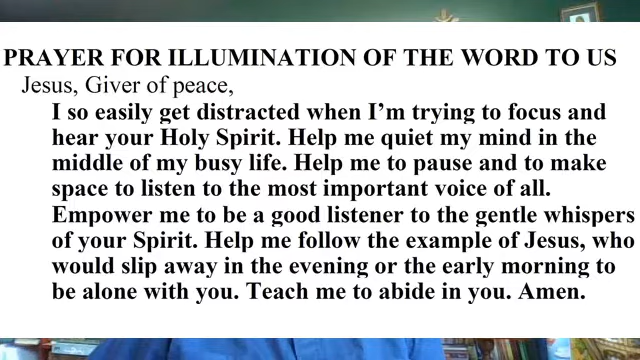 PRAYER FOR ILLUMINATION OF THE WORD TO US
Jesus, Giver of peace,
I so easily get distracted when I’m trying to focus and
hear your Holy Spirit. Help me quiet my mind in the
middle of my busy life. Help me to pause and to make
space to listen to the most important voice of all.
Empower me to be a good listener to the gentle whispers
of your Spirit. Help me follow the example of Jesus, who
would slip away in the evening or the early morning to
be alone with you. Teach me to abide in you. Amen.